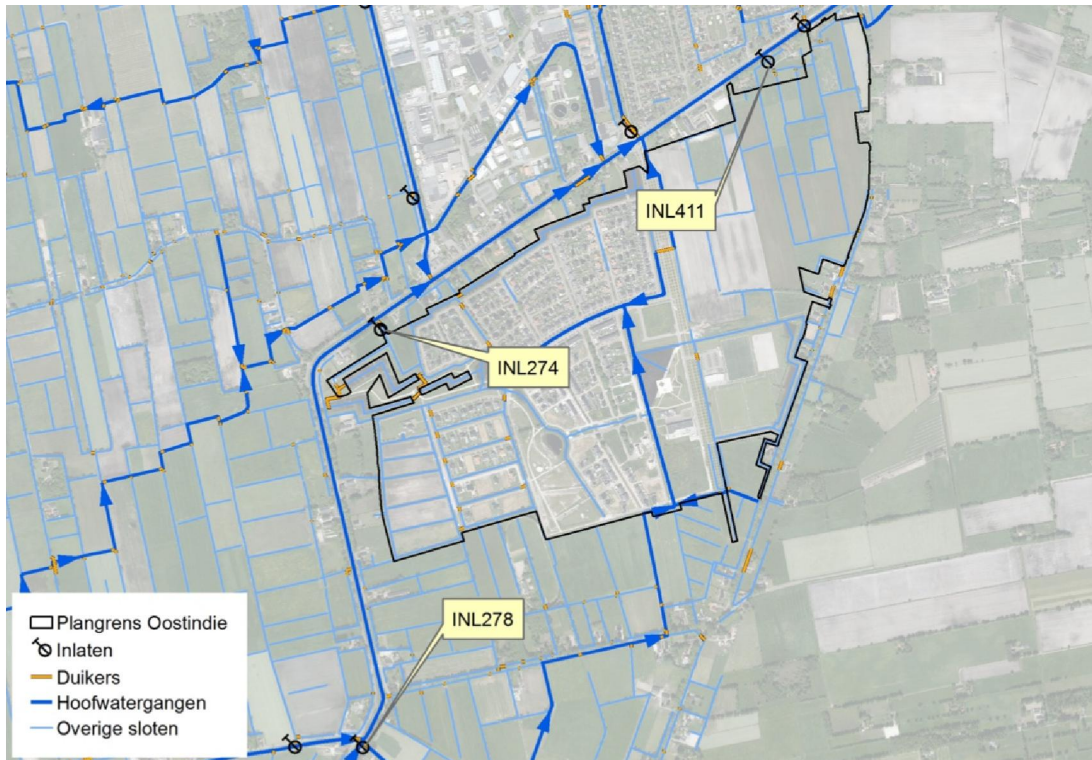 INL411
INL274
INL278
Plangrens Oostindie
Inlaten
Duikers
Hoofwatergangen
Overige sloten